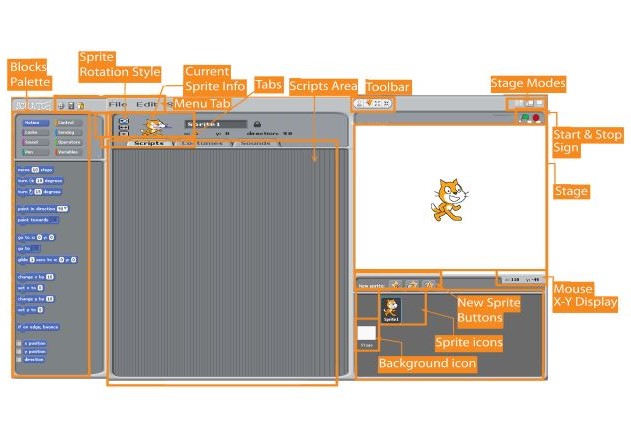 Blocks
Palette
Sprite
Rotation Style
Current
Sprite Info
Menu Tab
Tabs
Scripts Area
Toolbar
Stage Modes
SCRATCH
File Edit S
Sprite1
y: 0 direction: 90
Scripts Costumes Sounds
Motion Control
Looks Sensing
Sound Operators
Pen Variables
move 10 steps
turn 15 degrees
turn 15 degrees
point in direction 90
point towards
go to x: 0 y: 0
go to
glide 1 secs to x: 0 y: 0
change x by 10
set x to 0
change y by 10
set y to 0
if on edge, bounce
x position
y position
direction
Start & Stop
Sign
Stage
New sprite:
Mouse
X-Y Display
New Sprite
Buttons
Sprite1
Sprite icons
Stage
Background icon